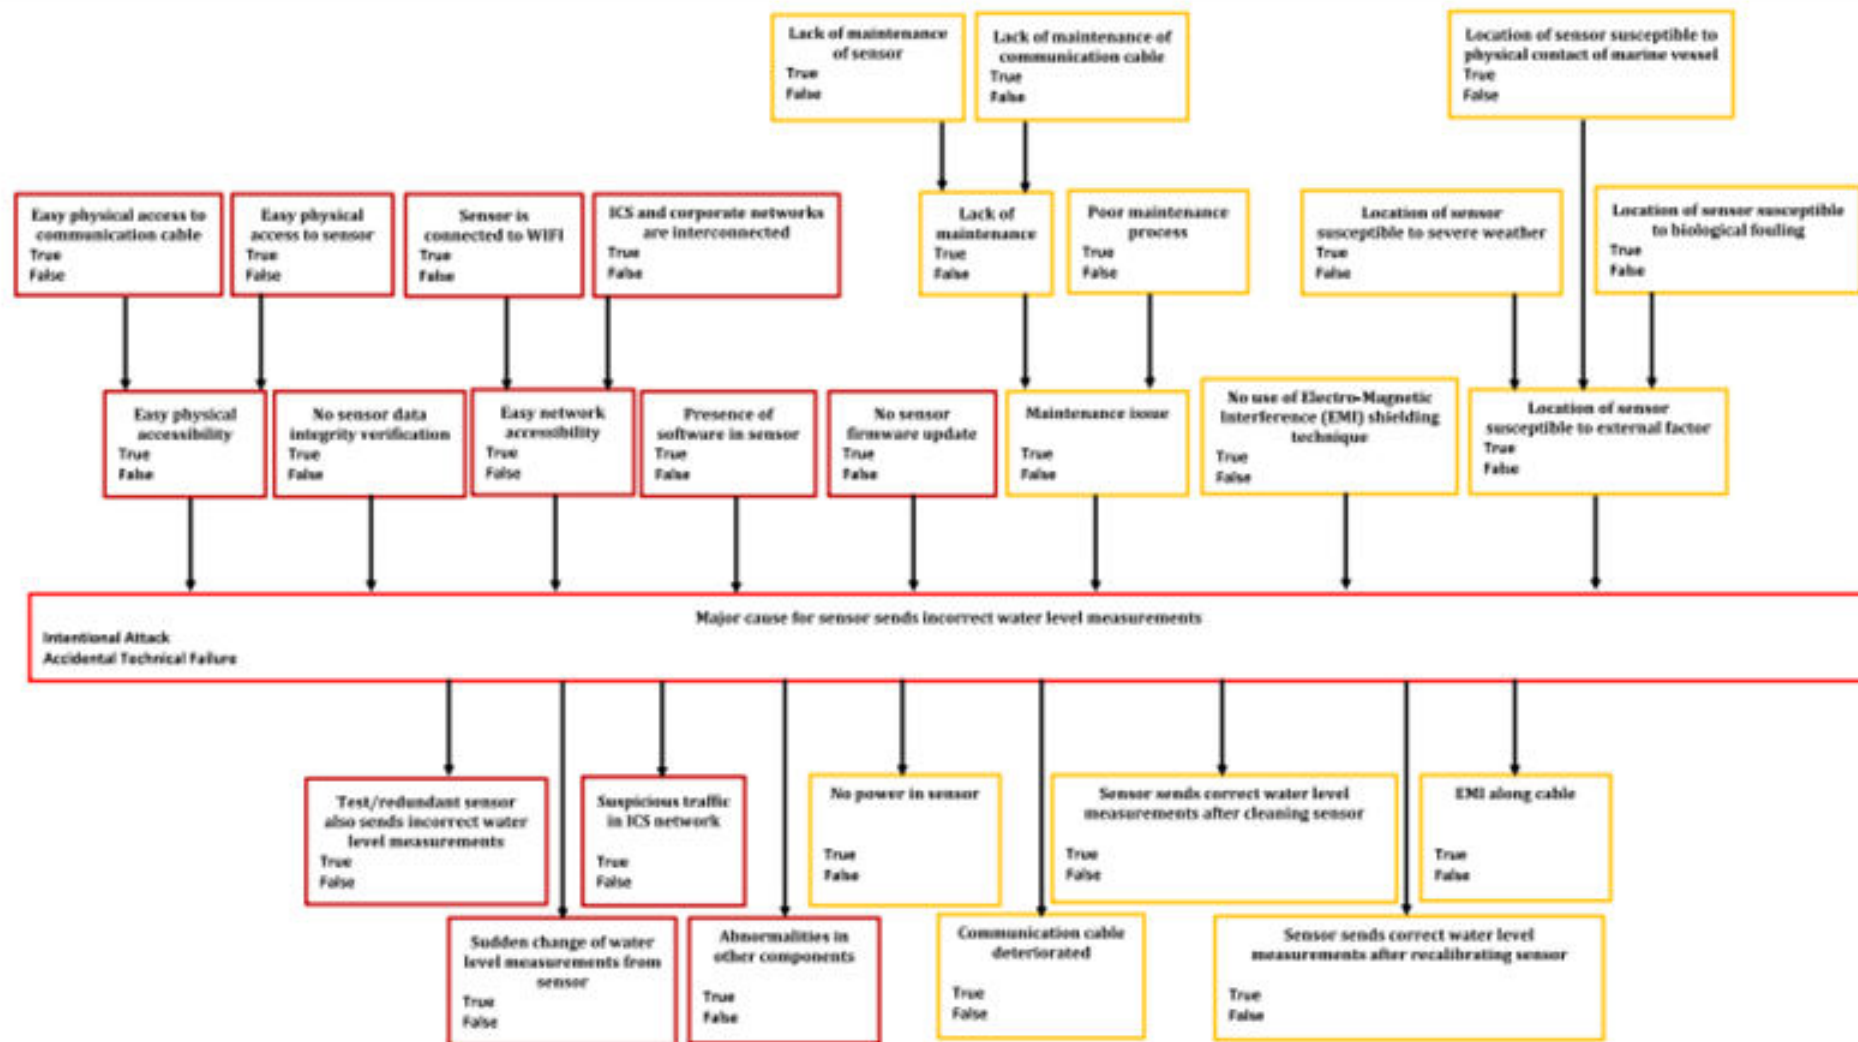 Lack of maintenance
of sensor
True
False
Lack of maintenance of
communication cable
True
False
Location of sensor susceptible to
physical contact of marine vessel
True
False
Easy physical access to
communication cable
True
False
Easy physical
access to sensor
True
False
Sensor is
connected to WIFI
True
False
ICS and corporate networks
are interconnected
True
False
Lack of
maintenance
True
False
Poor maintenance
process
True
False
Location of sensor
susceptible to severe weather
True
False
Location of sensor susceptible
to biological fouling
True
False
Easy physical
accessibility
True
False
No sensor data
integrity verification
True
False
Easy network
accessibility
True
False
Presence of
software in sensor
True
False
No sensor
firmware update
True
False
Maintenance issue
True
False
No use of Electro-Magnetic
Interference (EMI) shielding
technique
True
False
Location of sensor
susceptible to external factor
True
False
Major cause for sensor sends incorrect water level measurements
Intentional Attack
Accidental Technical Failure
Test/redundant sensor
also sends incorrect water
level measurements
True
False
Suspicious traffic
in ICS network
True
False
No power in sensor
True
False
Sensor sends correct water level
measurements after cleaning sensor
True
False
EMI along cable
True
False
Sudden change of water
level measurements from
sensor
True
False
Abnormalities in
other components
True
False
Communication cable
deteriorated
True
False
Sensor sends correct water level
measurements after recalibrating sensor
True
False